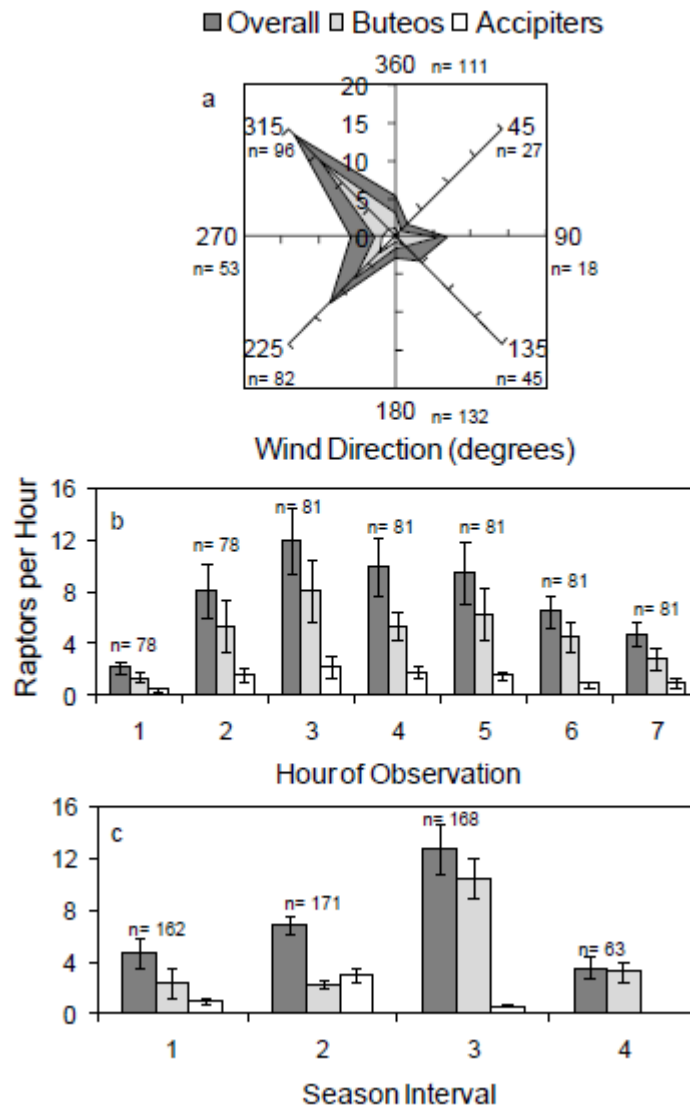 Overall Buteos Accipiters
360 n= 111
a
20
315 45
n= 96 15 n= 27
10
5
270 0 90
n= 53 n= 18
225 135
n= 82 n= 45
180 n= 132
Wind Direction (degrees)
16
b n= 81
n= 81 n= 81
n= 78
12
n= 81
n= 81
8
n= 78
4
0
1 2 3 4 5 6 7
Raptors per Hour
Hour of Observation
16
c n= 168
12
n= 171
n= 162
8
n= 63
4
0
1 2 3 4
Season Interval